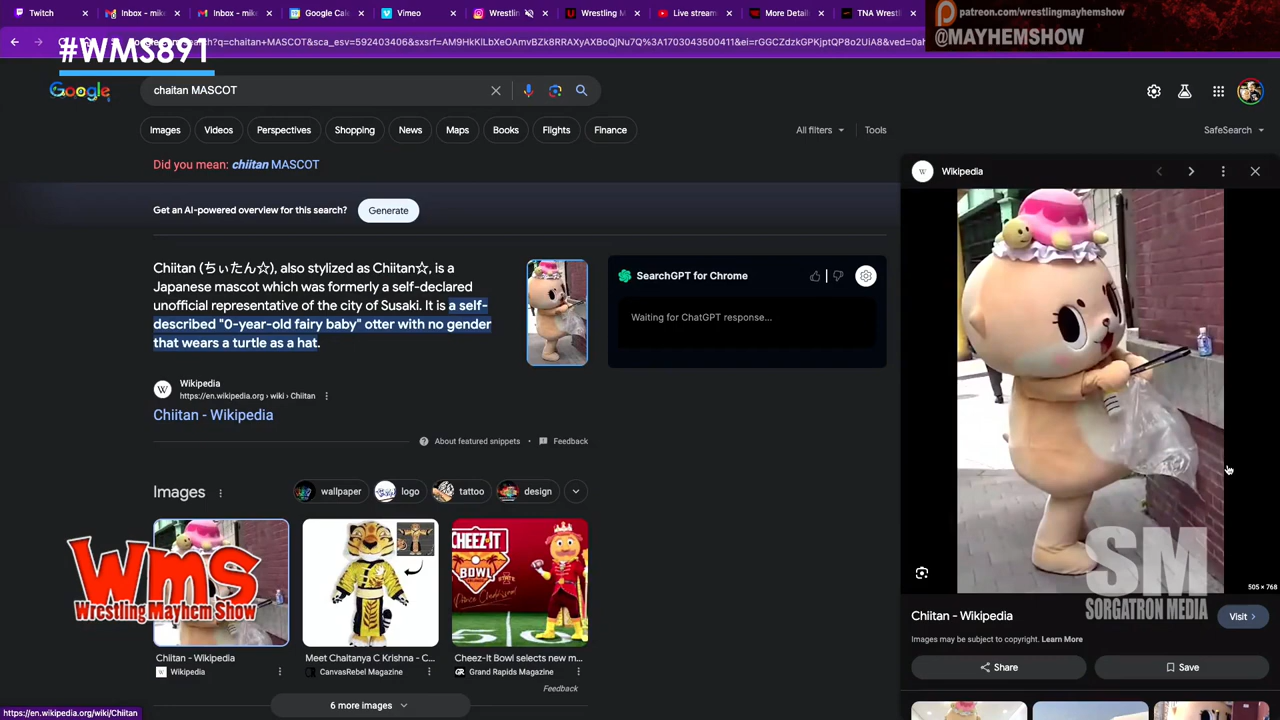 Twitch
Inbox - mik
Inbox - rou
Google Cal
Vimeo
Wrestlin
Wrestling M
Live stream
More Detai
TNA Wrest
patreon.com/wrestlingmayhemshow
@MAYHEMSHOW
#WMS891
Google
chaitan MASCOT
Images
Videos
Perspectives
Shopping
News
Maps
Books
Flights
Finance
All filters
Tools
SafeSearch
Did you mean: chiitan MASCOT
Get an AI-powered overview for this search?
Generate
Chiitan (ちぃたん☆), also stylized as Chiitan☆, is a
Japanese mascot which was formerly a self-declared
unofficial representative of the city of Susaki. It is a self-
described "0-year-old fairy baby" otter with no gender
that wears a turtle as a hat.
W
Wikipedia
https://en.wikipedia.org › wiki › Chiitan
Chiitan - Wikipedia
About featured snippets
Feedback
SearchGPT for Chrome
Waiting for ChatGPT response...
Images
wallpaper
logo
tattoo
design
CHEEZ-IT
BOWL
Chiitan - Wikipedia
Wikipedia
Meet Chaitanya C Krishna - C...
CanvasRebel Magazine
Cheez-It Bowl selects new m...
GR Grand Rapids Magazine
Feedback
6 more images
WMS
Wrestling Mayhem Show
https://en.wikipedia.org/wiki/Chiitan
W
Wikipedia
505 × 768
SM
SORGATRON MEDIA
Chiitan - Wikipedia
Visit
Images may be subject to copyright. Learn More
Share
Save